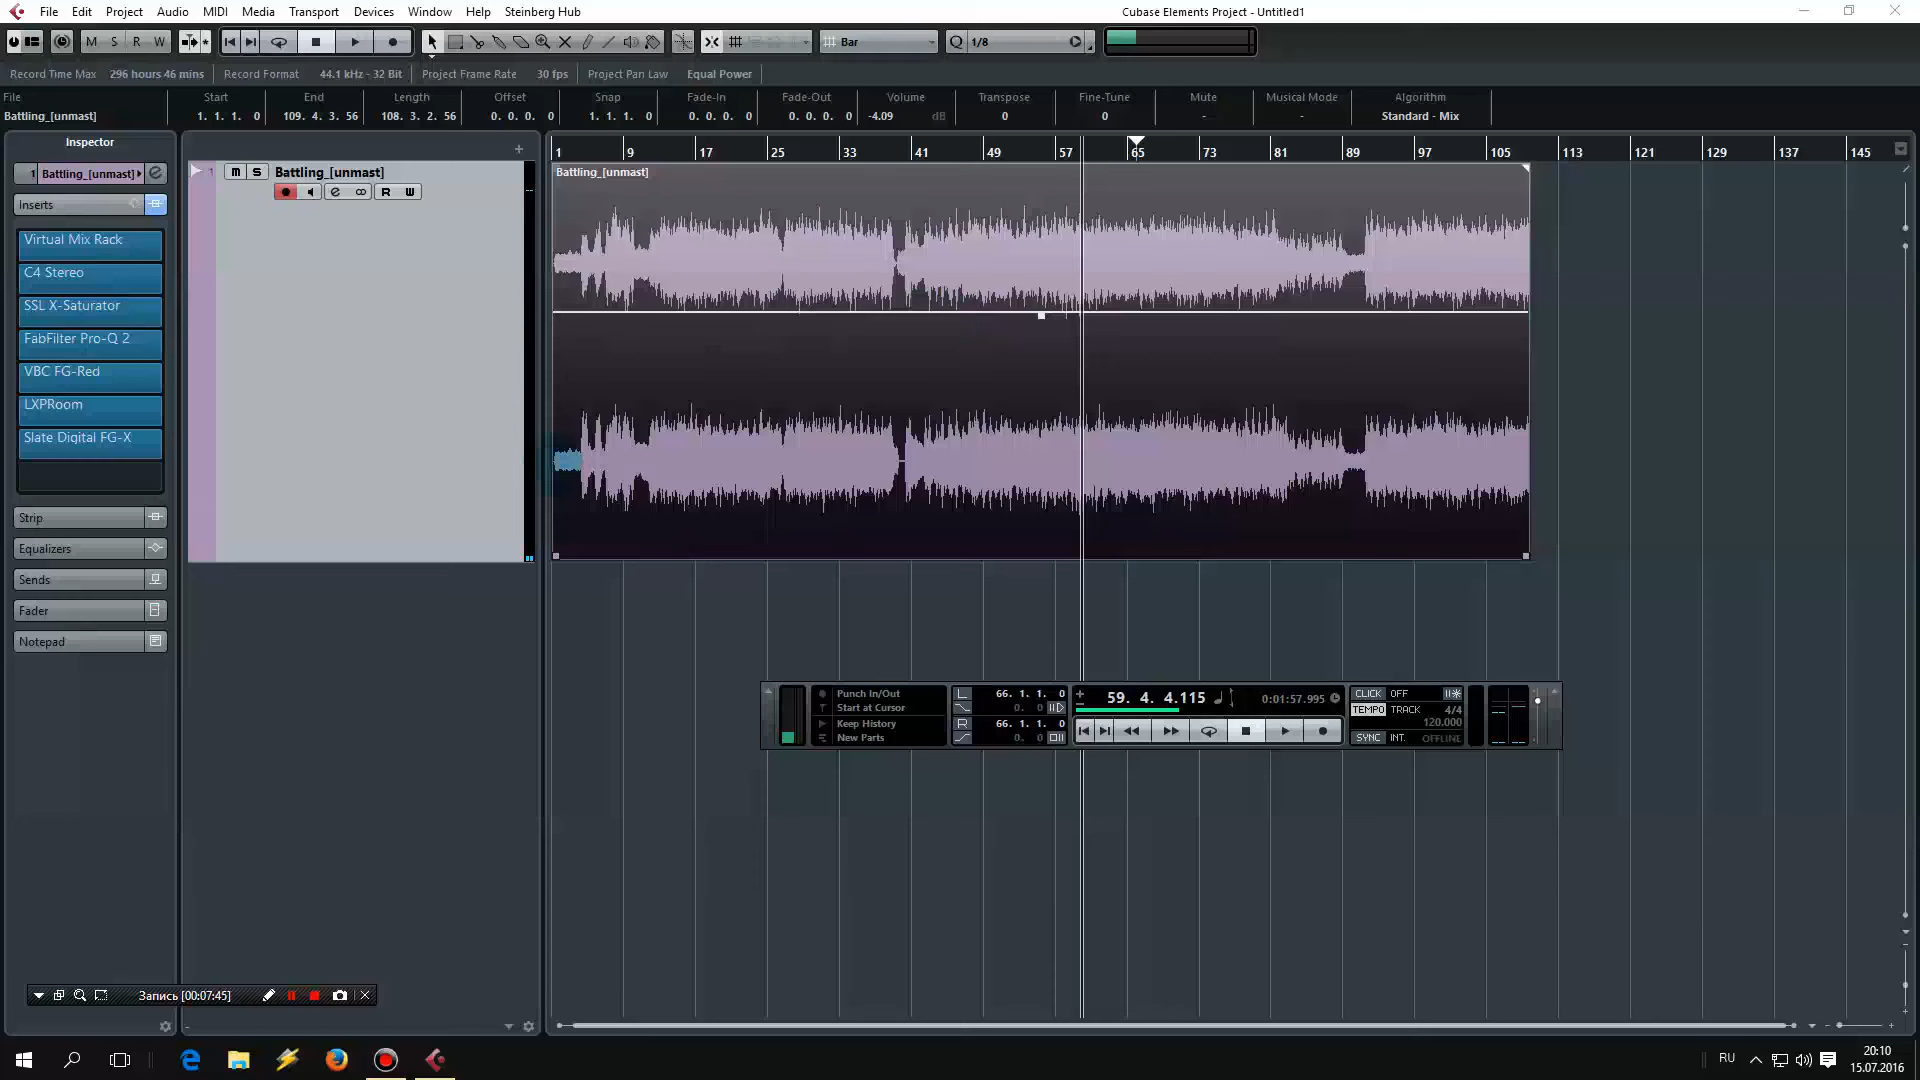 File Edit Project Audio MIDI Media Transport Devices Window Help Steinberg Hub
Cubase Elements Project - Untitled1
M S R W
Bar
Q 1/8
Record Time Max 296 hours 46 mins Record Format 44.1 kHz - 32 Bit Project Frame Rate 30 fps Project Pan Law Equal Power
File Start End Length Offset Snap Fade-In Fade-Out Volume Transpose Fine-Tune Mute Musical Mode Algorithm
Battling_[unmast] 1. 1. 1. 0 109. 4. 3. 56 108. 3. 2. 56 0. 0. 0. 0 1. 1. 1. 0 0. 0. 0. 0 0. 0. 0. 0 -4.09 dB 0 0 - - Standard - Mix
Inspector
1 9 17 25 33 41 49 57 65 73 81 89 97 105 113 121 129 137 145
1 Battling_[unmast]
1 m S Battling_[unmast]
R W
Battling_[unmast]
Inserts
Virtual Mix Rack
C4 Stereo
SSL X-Saturator
FabFilter Pro-Q 2
VBC FG-Red
LXPRoom
Slate Digital FG-X
Strip
Equalizers
Sends
Fader
Notepad
Punch In/Out
Start at Cursor
Keep History
New Parts
L 66. 1. 1. 0
0. 0
R 66. 1. 1. 0
0. 0
59. 4. 4.115
0:01:57.995
CLICK OFF
TEMPO TRACK 4/4
120.000
SYNC INT. OFFLINE
Запись [00:07:45]
RU
20:10
15.07.2016